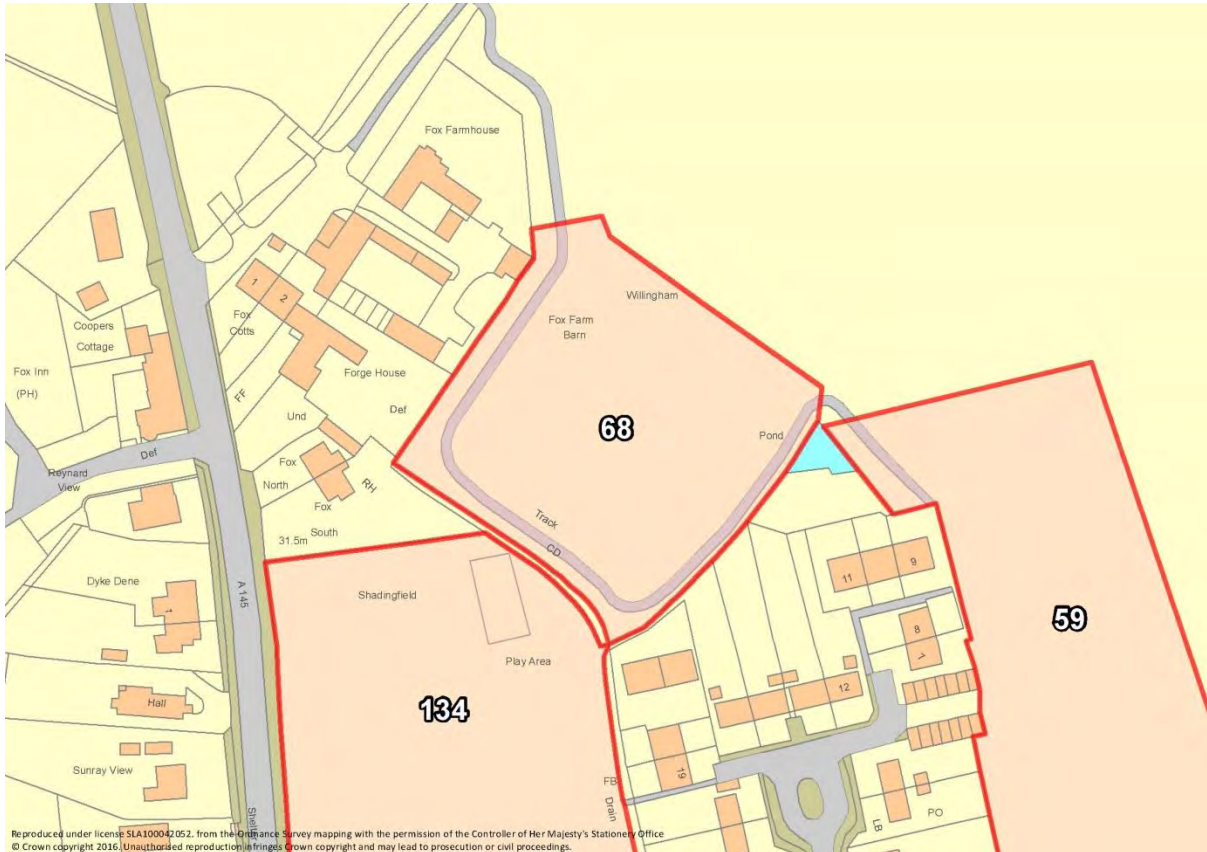 Fox Farmhouse
Willingham
Fox Farm
Barn
1
2
Fox
Cotts
Coopers
Cottage
Fox Inn
(PH)
Forge House
FF
Und
Def
68
Pond
Def
Reynard
View
Fox
North
RH
Fox
South
31.5m
Track
CD
Dyke Dene
1
A 145
Shadingfield
Play Area
11
9
8
7
59
134
12
Hall
Sunray View
19
FB
Drain
LB
PO
Shelter
Reproduced under license SLA100042052. from the Ordnance Survey mapping with the permission of the Controller of Her Majesty's Stationery Office
© Crown copyright 2016. Unauthorised reproduction infringes Crown copyright and may lead to prosecution or civil proceedings.